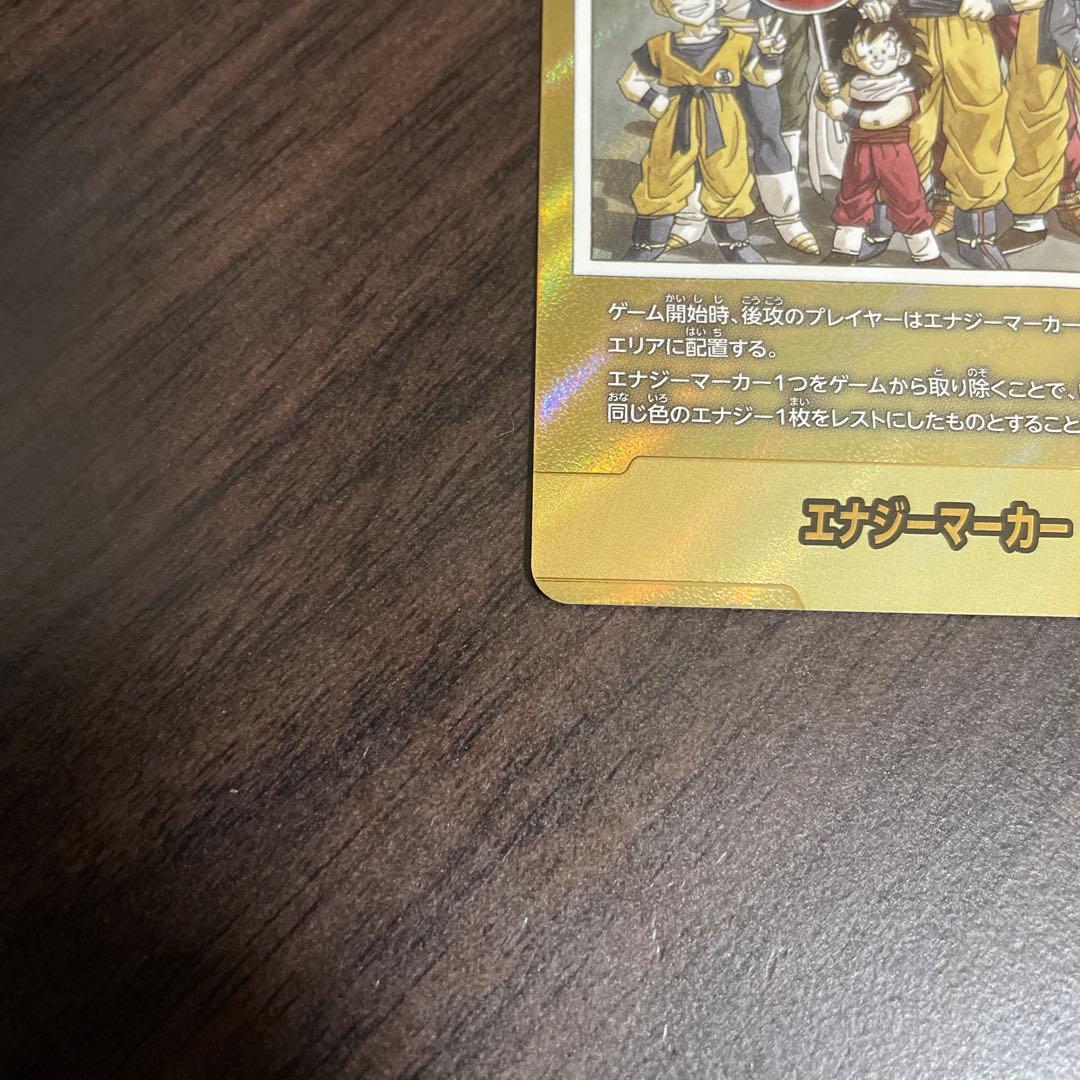 ゲーム開始時、後攻のプレイヤーはエナジーマーカー
エリアに配置する。
エナジーマーカー1つをゲームから取り除くことで、
同じ色のエナジー1枚をレストにしたものとすること
エナジーマーカー